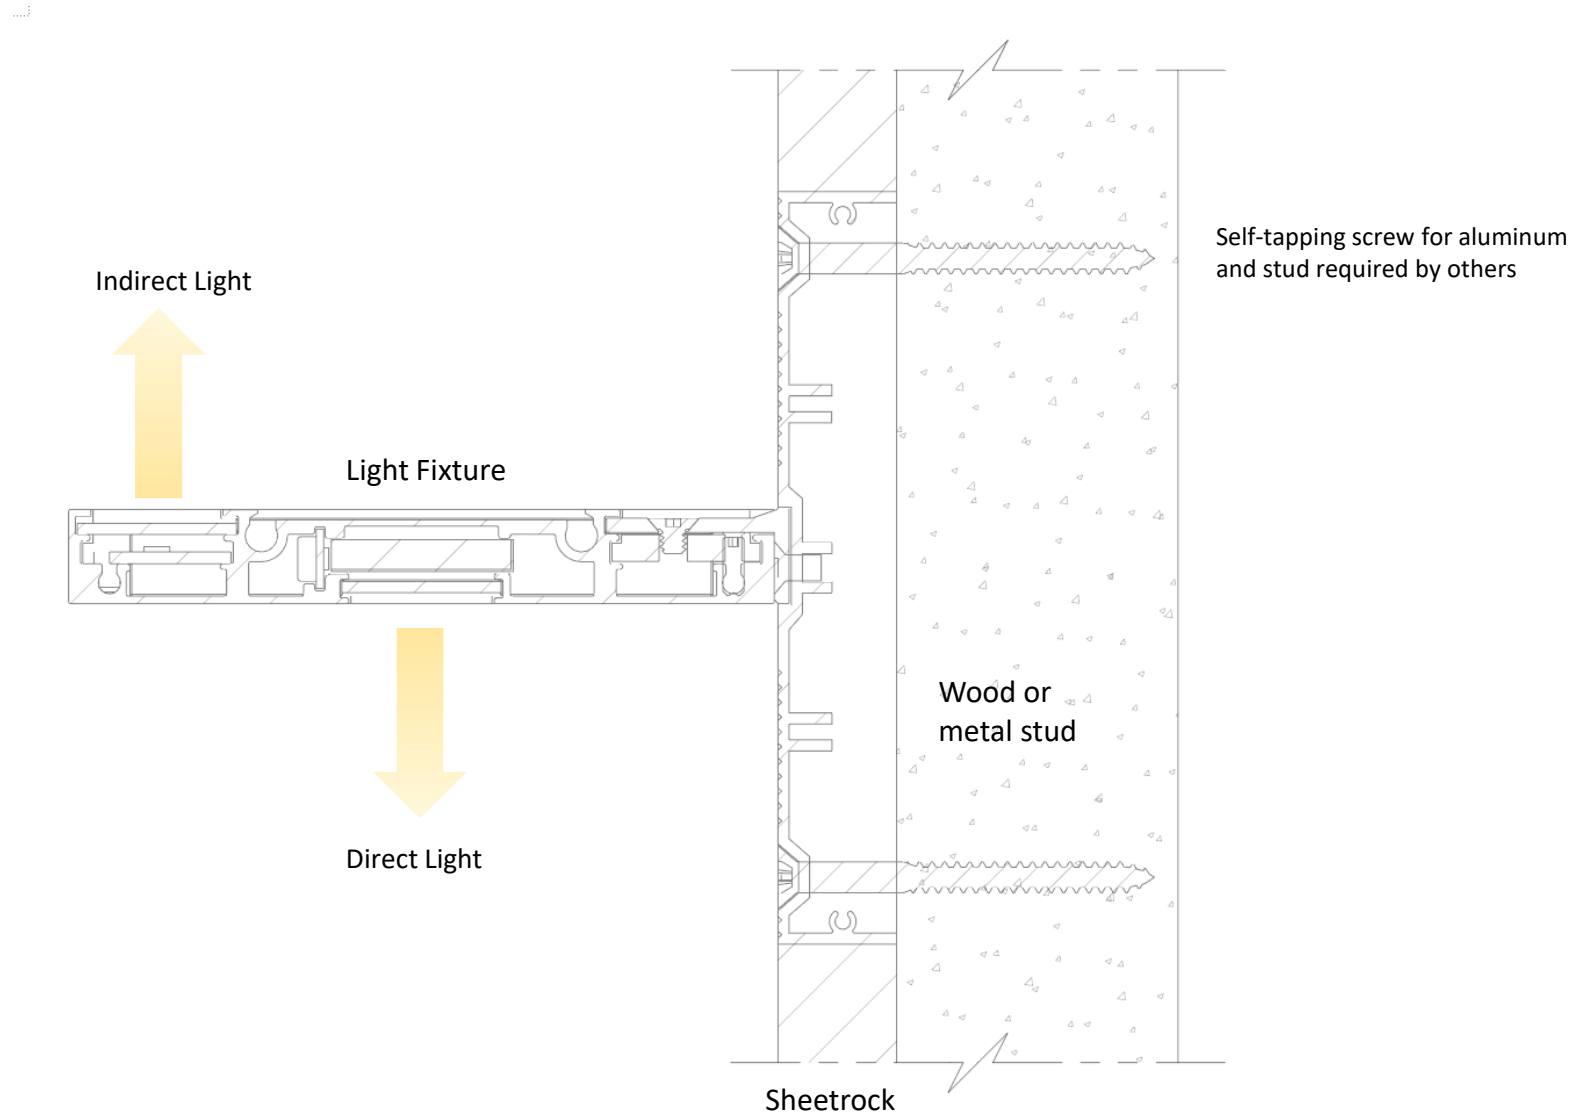 Self-tapping screw for aluminum
and stud required by others
Indirect Light
Light Fixture
Wood or
metal stud
Direct Light
Sheetrock